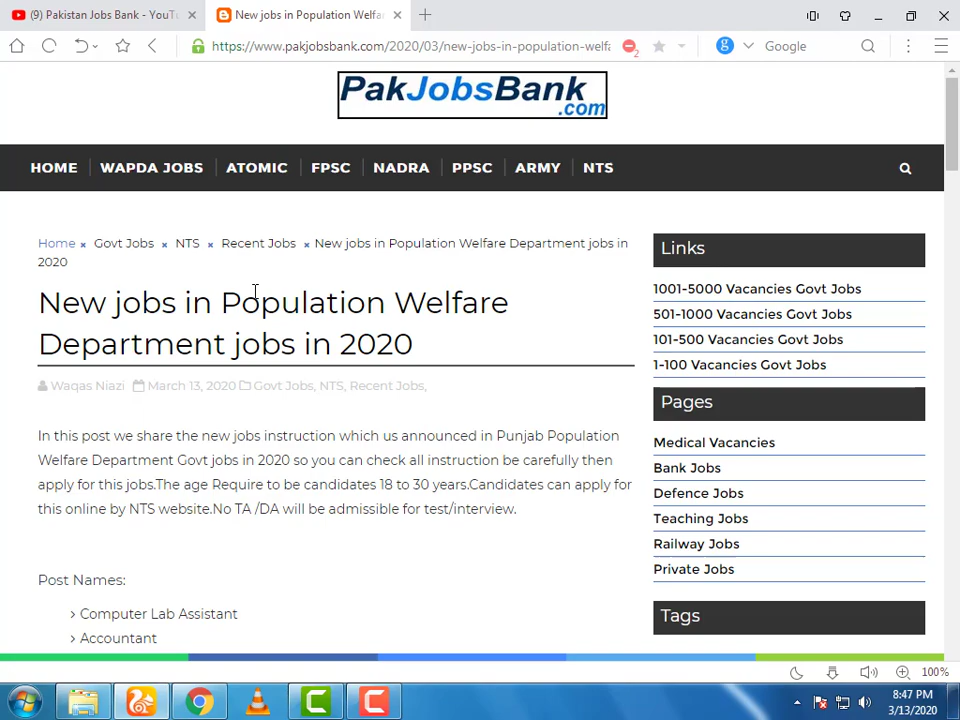 (9) Pakistan Jobs Bank - YouTu
New jobs in Population Welfar
https://www.pakjobsbank.com/2020/03/new-jobs-in-population-welfa
2
g
Google
PakJobsBank
.com
HOME WAPDA JOBS ATOMIC FPSC NADRA PPSC ARMY NTS
Home × Govt Jobs × NTS × Recent Jobs × New jobs in Population Welfare Department jobs in
2020
New jobs in Population Welfare
Department jobs in 2020
Waqas Niazi March 13, 2020 Govt Jobs, NTS, Recent Jobs,
In this post we share the new jobs instruction which us announced in Punjab Population
Welfare Department Govt jobs in 2020 so you can check all instruction be carefully then
apply for this jobs.The age Require to be candidates 18 to 30 years.Candidates can apply for
this online by NTS website.No TA /DA will be admissible for test/interview.
Post Names:
> Computer Lab Assistant
> Accountant
Links
1001-5000 Vacancies Govt Jobs
501-1000 Vacancies Govt Jobs
101-500 Vacancies Govt Jobs
1-100 Vacancies Govt Jobs
Pages
Medical Vacancies
Bank Jobs
Defence Jobs
Teaching Jobs
Railway Jobs
Private Jobs
Tags
100%
8:47 PM
3/13/2020